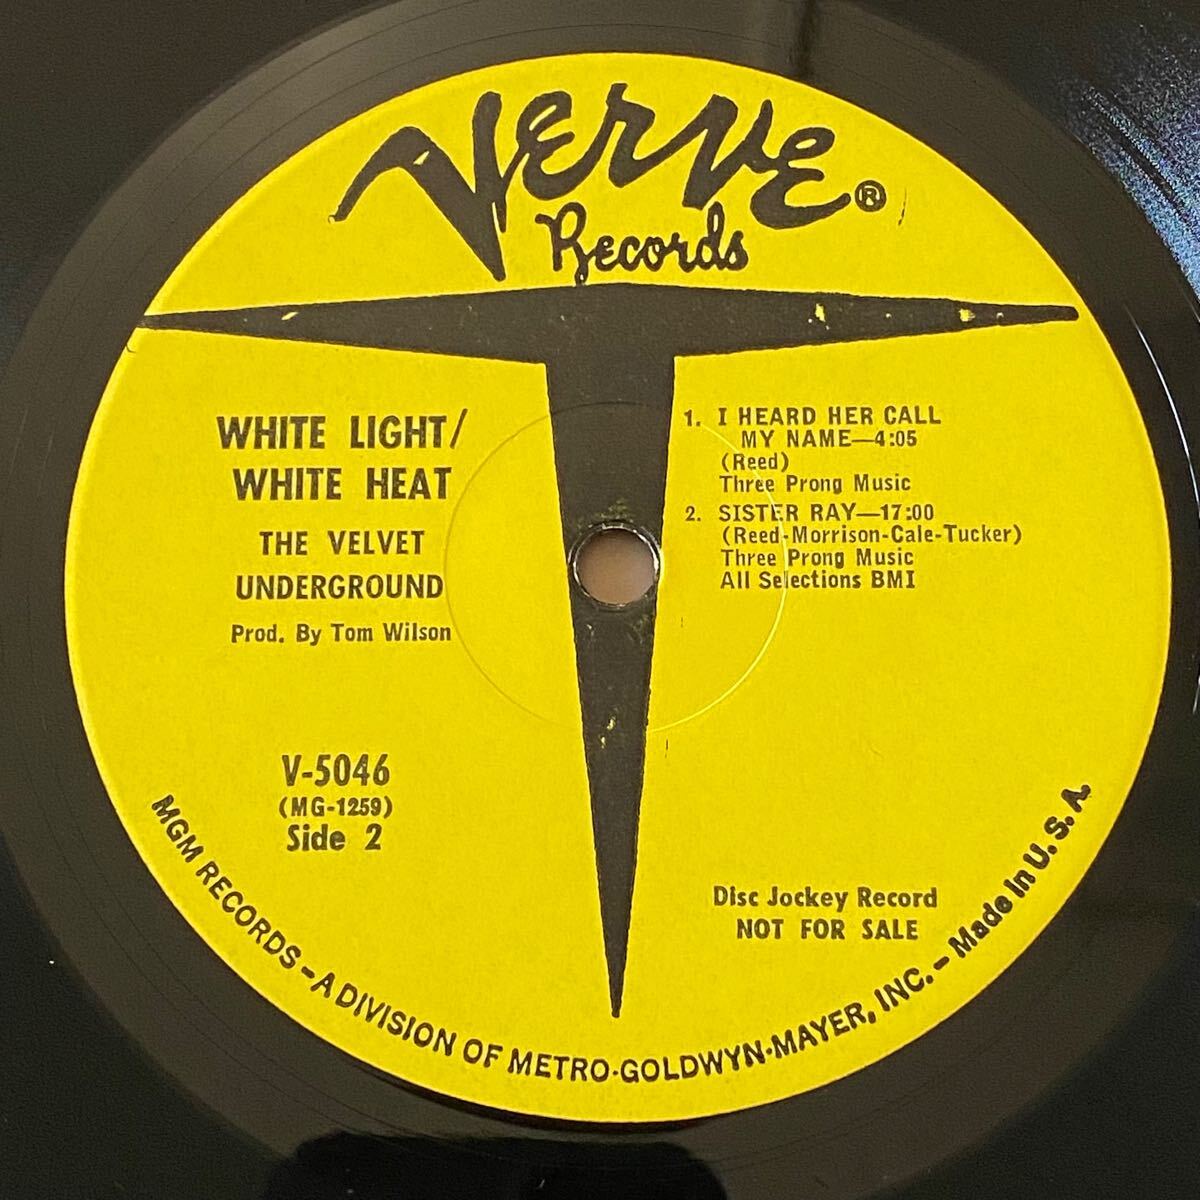 Verve®
Records
WHITE LIGHT/
WHITE HEAT
THE VELVET
UNDERGROUND
Prod. By Tom Wilson
1. I HEARD HER CALL
MY NAME—4:05
(Reed)
Three Prong Music
2. SISTER RAY—17:00
(Reed-Morrison-Cale-Tucker)
Three Prong Music
All Selections BMI
V-5046
(MG-1259)
Side 2
Disc Jockey Record
NOT FOR SALE
MGM RECORDS – A DIVISION OF METRO-GOLDWYN-MAYER, INC. – Made In U.S.A.